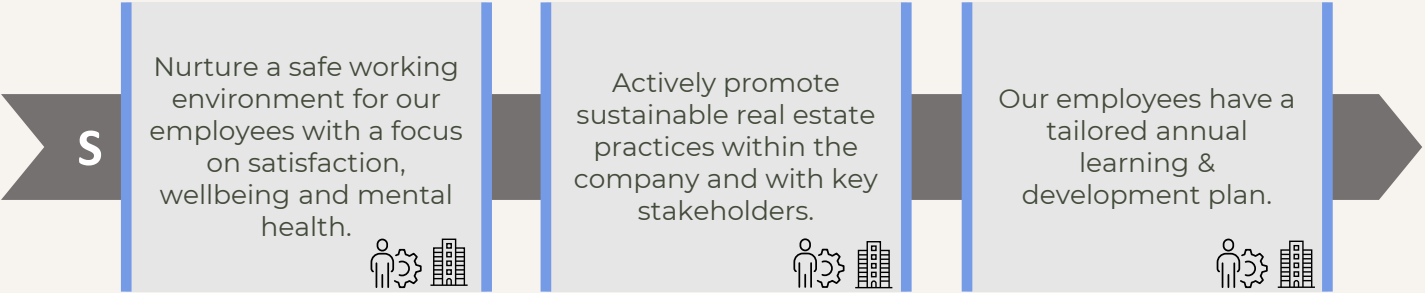 S
Nurture a safe working
environment for our
employees with a focus
on satisfaction,
wellbeing and mental
health.
Actively promote
sustainable real estate
practices within the
company and with key
stakeholders.
Our employees have a
tailored annual
learning &
development plan.